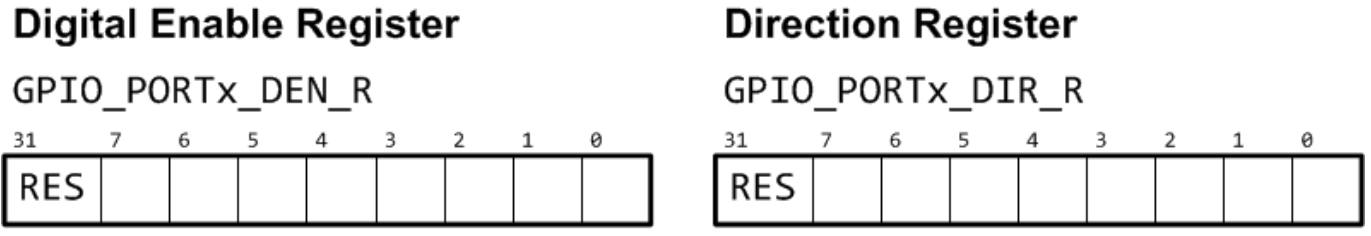 Digital Enable Register
GPIO_PORTx_DEN_R
31 7 6 5 4 3 2 1 0
RES
Direction Register
GPIO_PORTx_DIR_R
31 7 6 5 4 3 2 1 0
RES